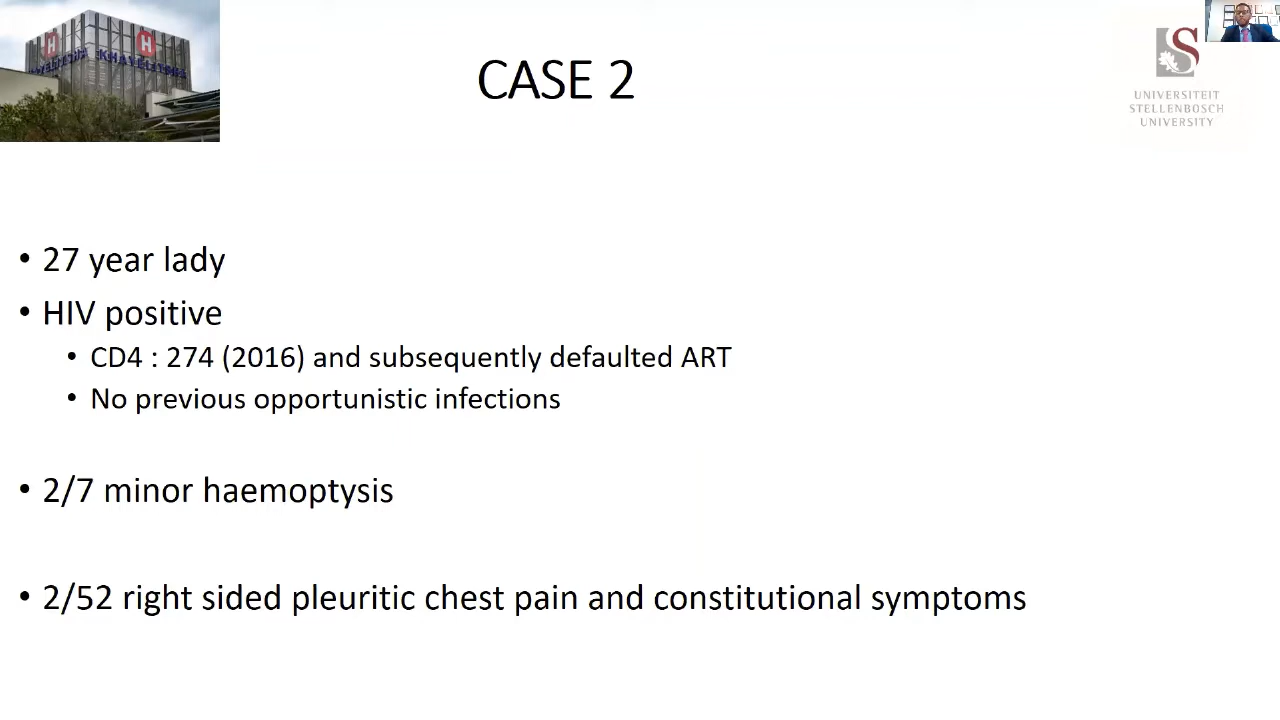 CASE 2
UNIVERSITEIT
STELLENBOSCH
UNIVERSITY
• 27 year lady
• HIV positive
• CD4 : 274 (2016) and subsequently defaulted ART
• No previous opportunistic infections
• 2/7 minor haemoptysis
• 2/52 right sided pleuritic chest pain and constitutional symptoms